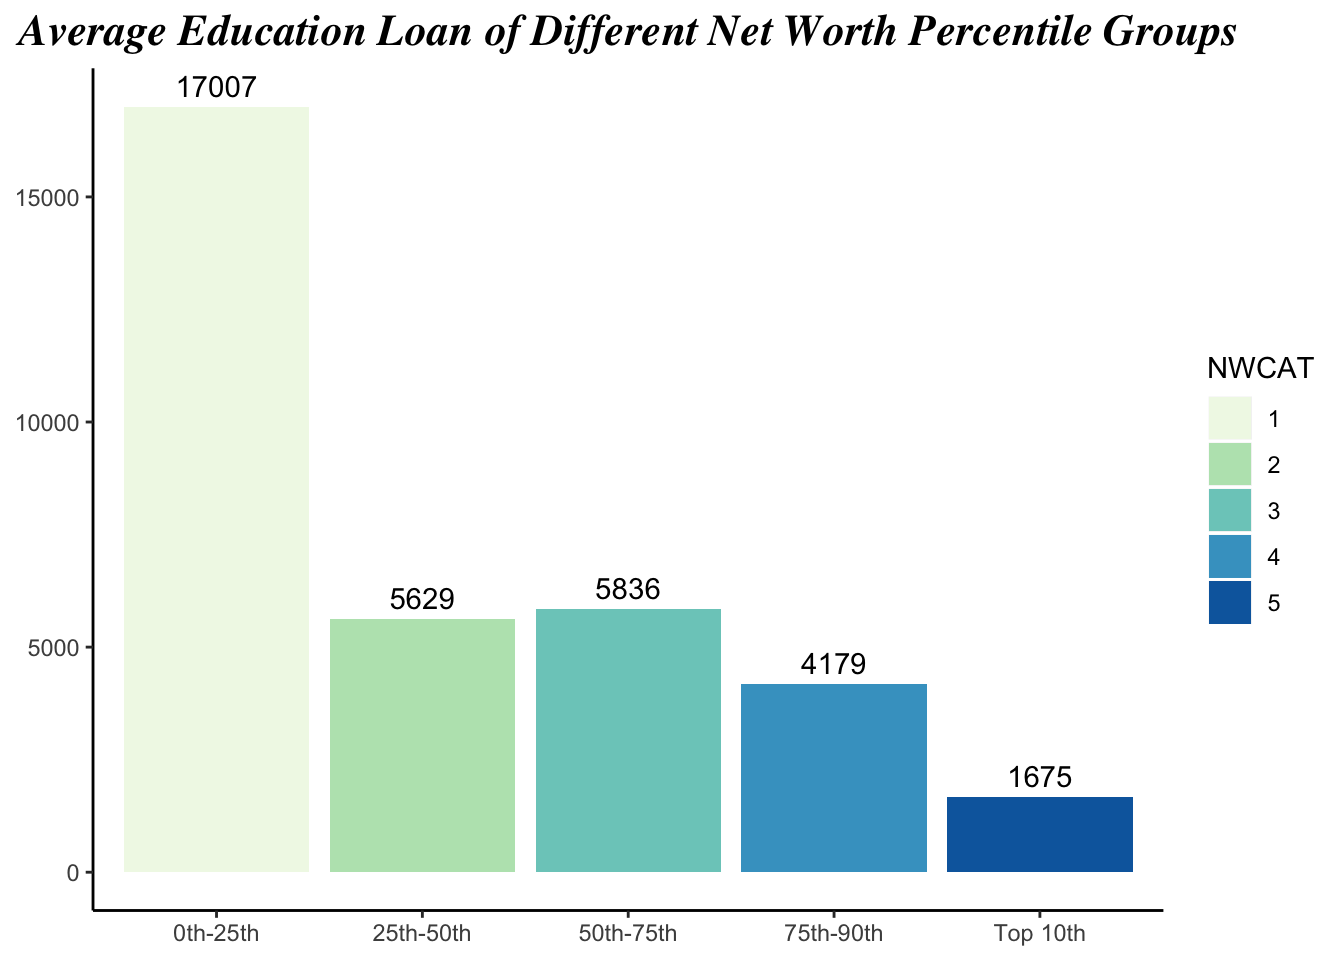 Average Education Loan of Different Net Worth Percentile Groups
17007
15000
10000
5629
5836
5000
4179
1675
0
0th-25th
25th-50th
50th-75th
75th-90th
Top 10th
NWCAT
1
2
3
4
5